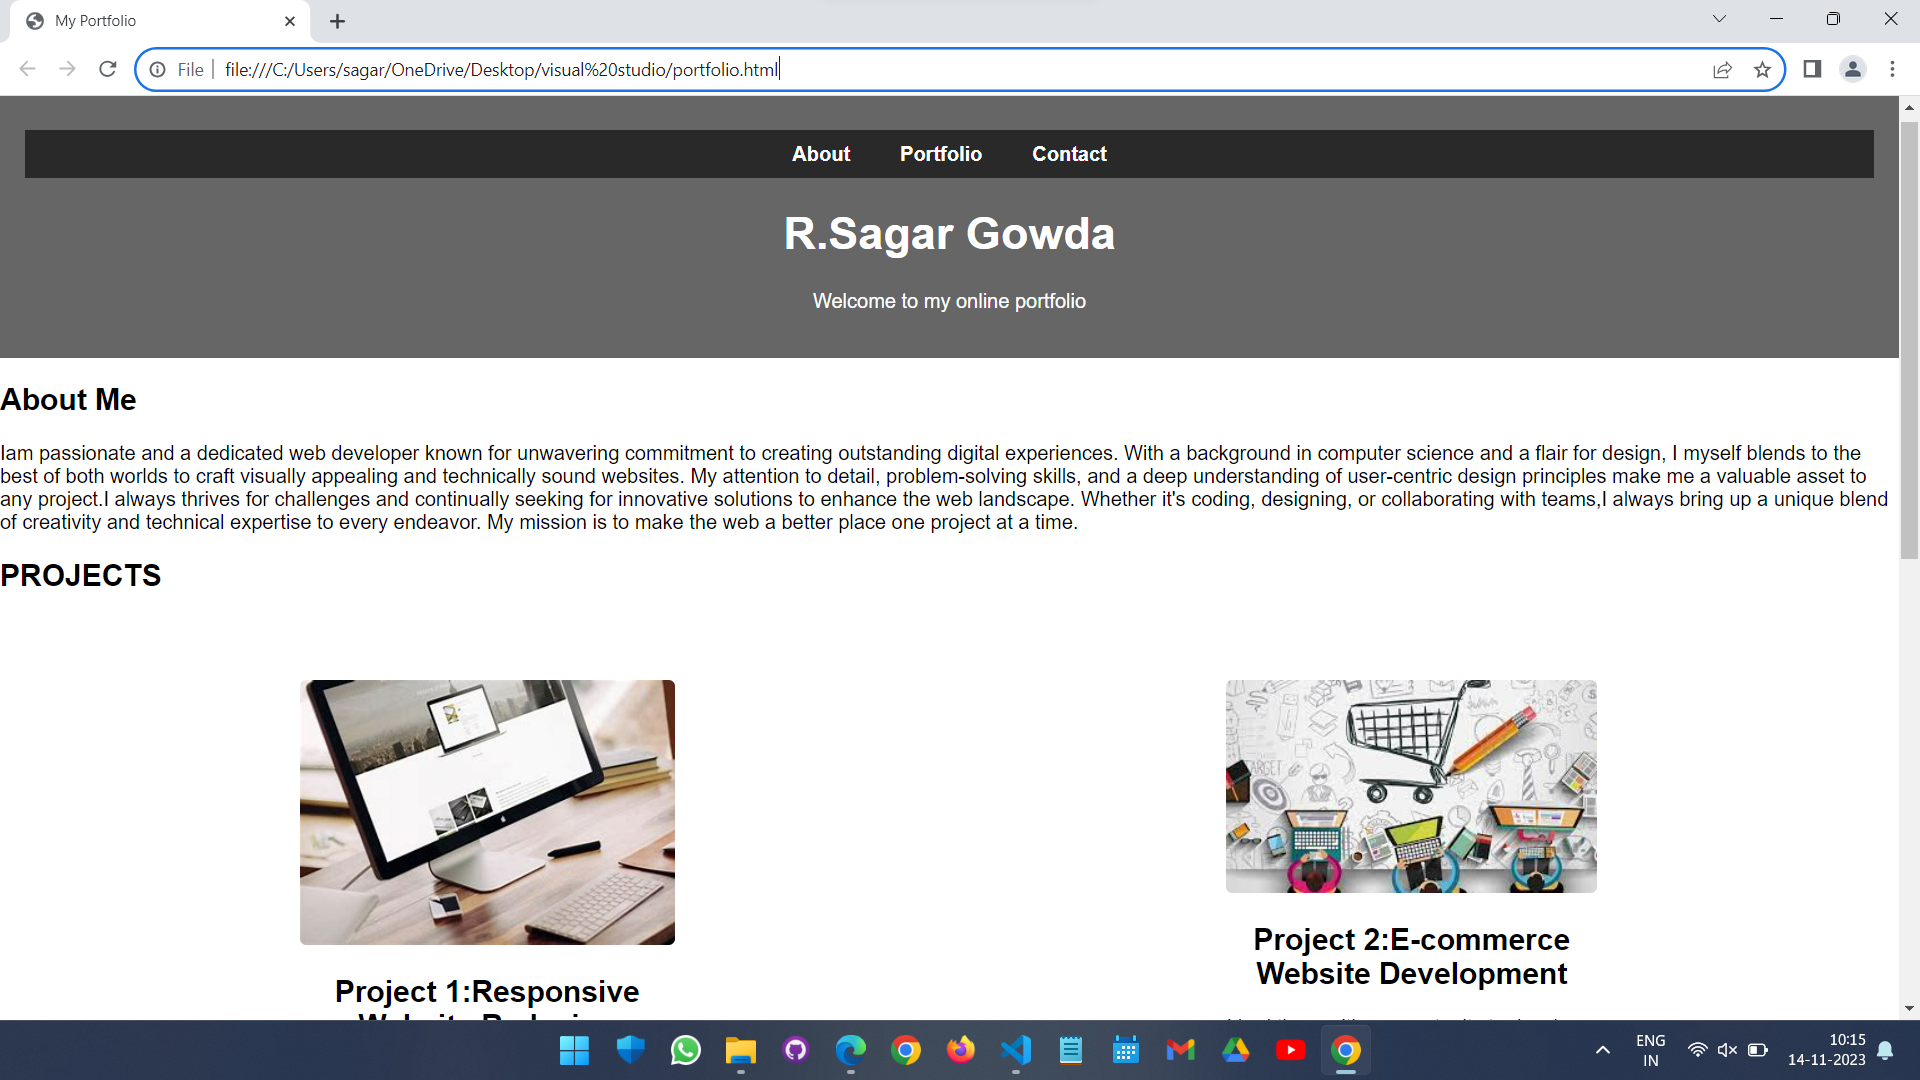 My Portfolio
File
file:///C:/Users/sagar/OneDrive/Desktop/visual%20studio/portfolio.html
About Portfolio Contact
R.Sagar Gowda
Welcome to my online portfolio
About Me
Iam passionate and a dedicated web developer known for unwavering commitment to creating outstanding digital experiences. With a background in computer science and a flair for design, I myself blends to the
best of both worlds to craft visually appealing and technically sound websites. My attention to detail, problem-solving skills, and a deep understanding of user-centric design principles make me a valuable asset to
any project.I always thrives for challenges and continually seeking for innovative solutions to enhance the web landscape. Whether it's coding, designing, or collaborating with teams,I always bring up a unique blend
of creativity and technical expertise to every endeavor. My mission is to make the web a better place one project at a time.
PROJECTS
TARGET
Project 1:Responsive
Project 2:E-commerce
Website Development
ENG
IN
10:15
14-11-2023